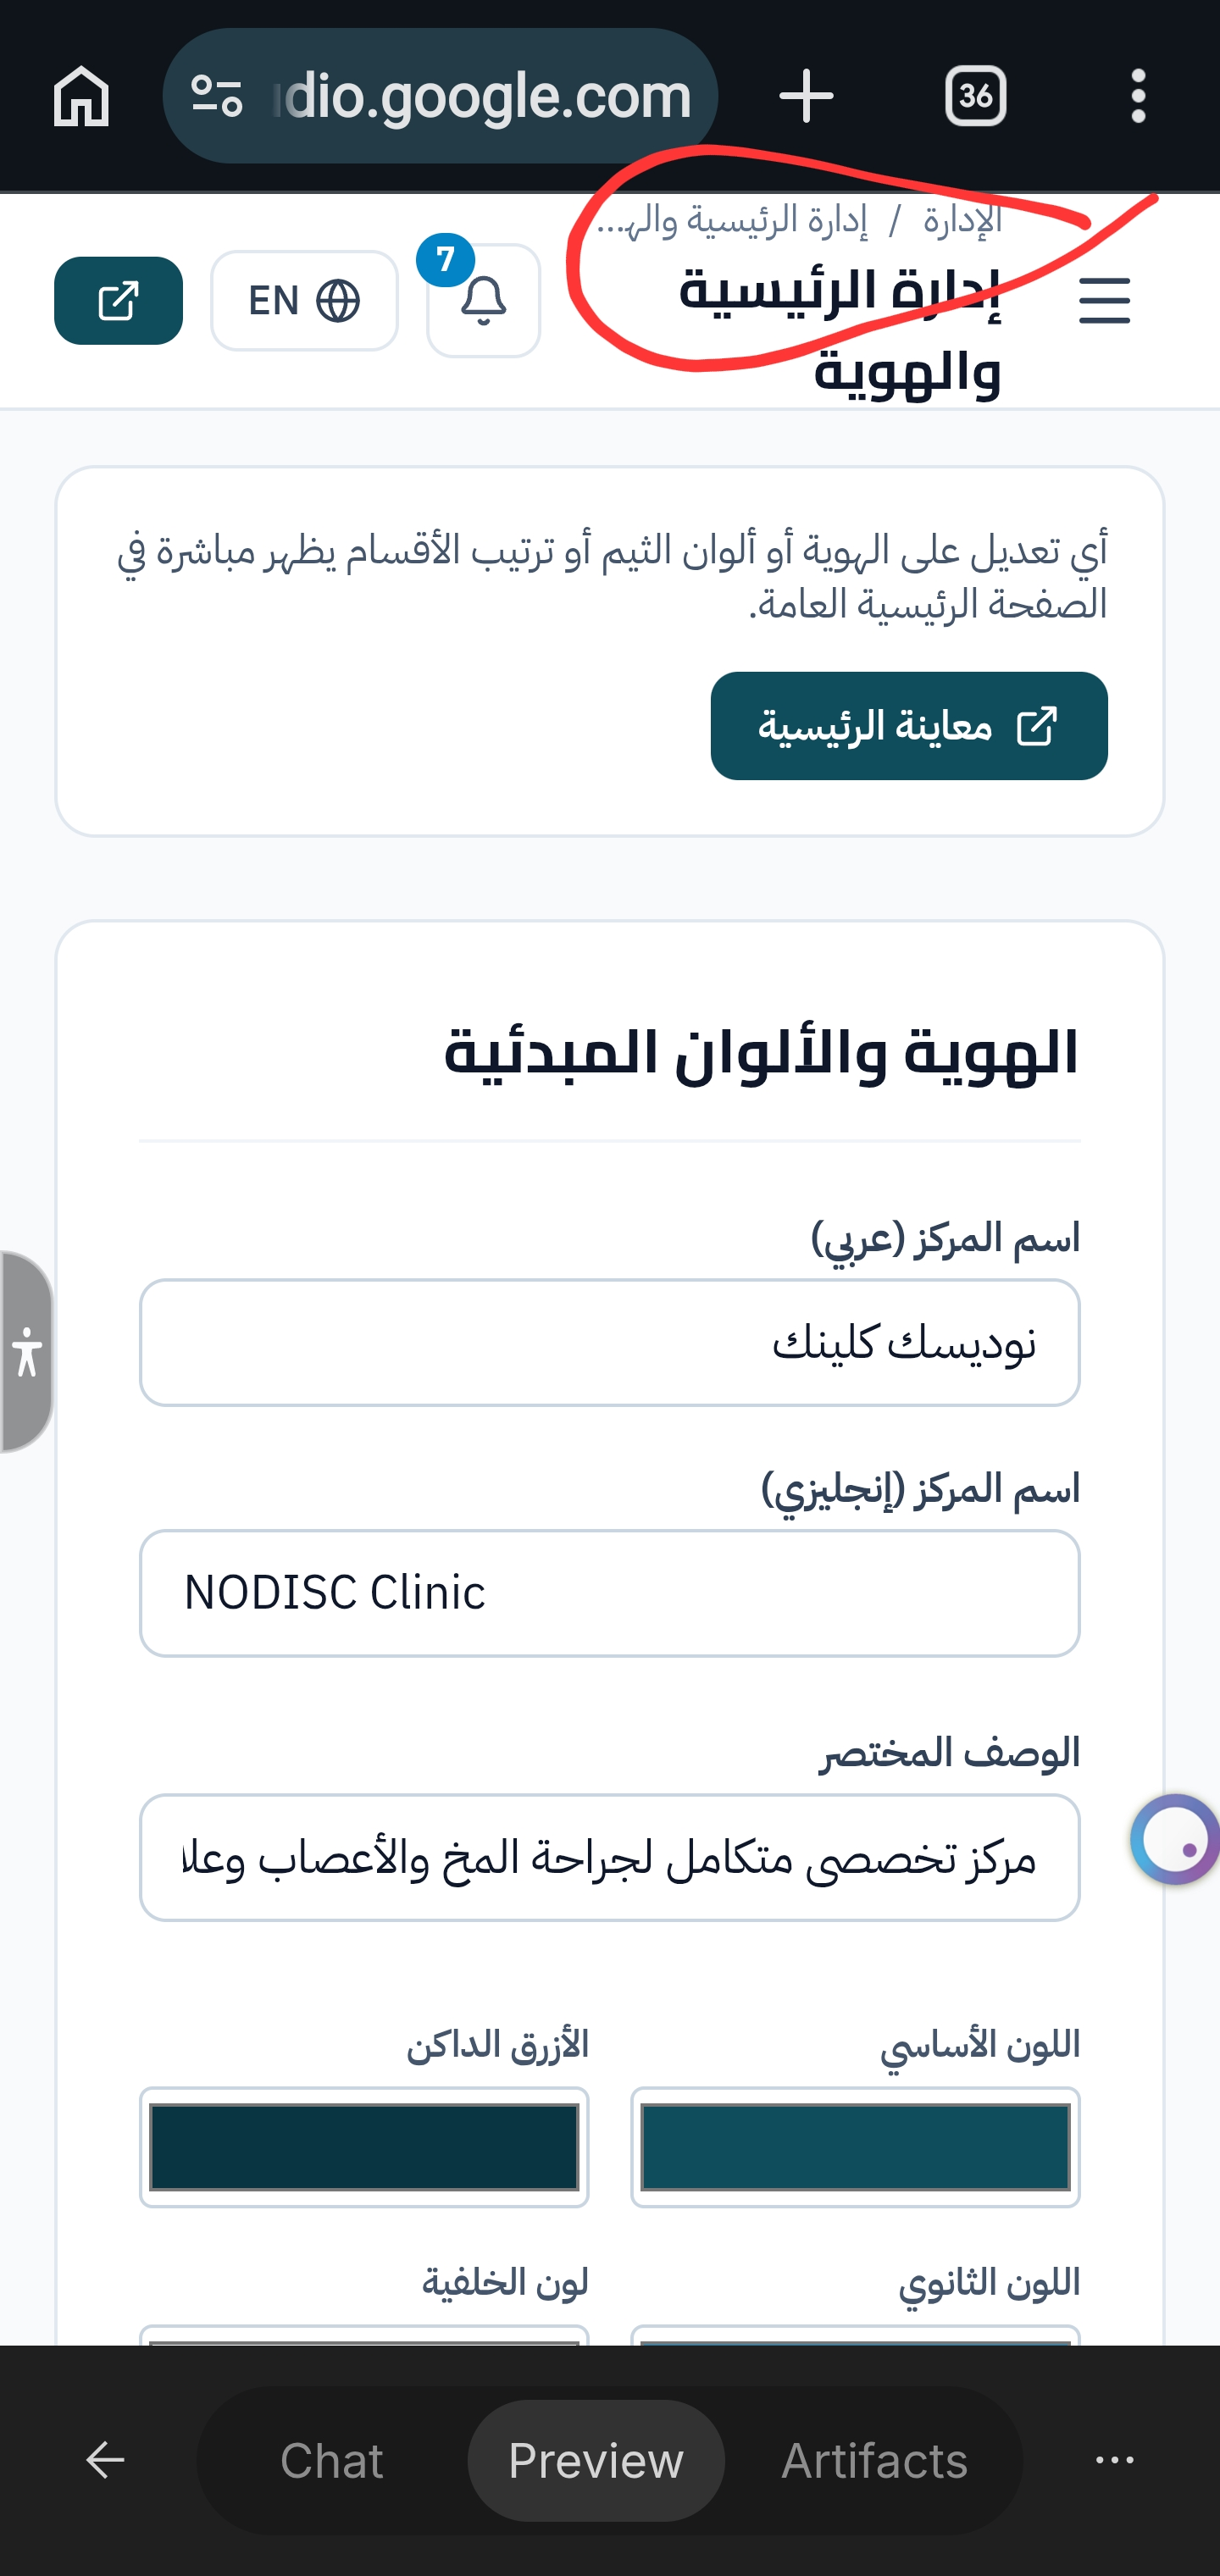 dio.google.com
36
الإدارة / إدارة الرئيسية واله...
إدارة الرئيسية
والهوية
7
EN
أي تعديل على الهوية أو ألوان الثيم أو ترتيب الأقسام يظهر مباشرة في
الصفحة الرئيسية العامة.
معاينة الرئيسية
الهوية والألوان المبدئية
اسم المركز (عربي)
نوديسك كلينك
اسم المركز (إنجليزي)
NODISC Clinic
الوصف المختصر
مركز تخصصي متكامل لجراحة المخ والأعصاب وعلا
اللون الأساسي
الأزرق الداكن
اللون الثانوي
لون الخلفية
Chat
Preview
Artifacts